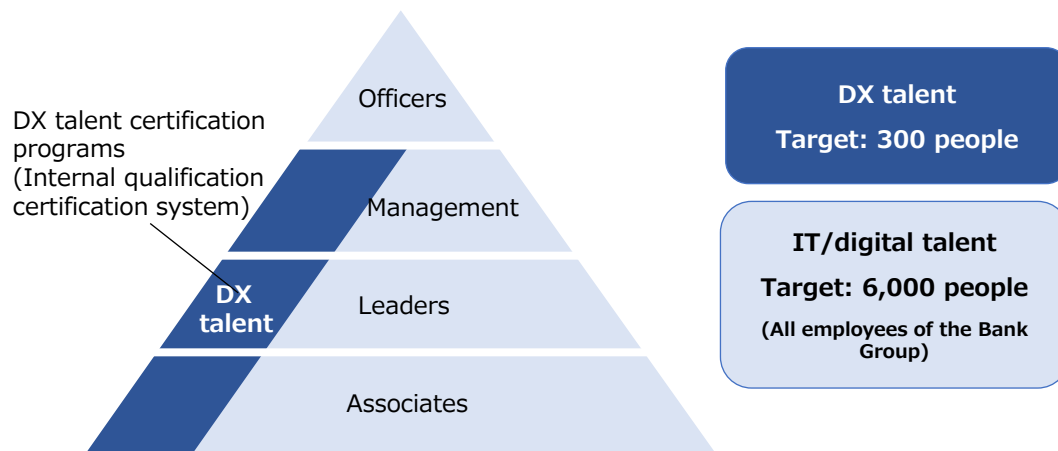 Officers
DX talent certification
programs
(Internal qualification
certification system)
Management
DX
talent
Leaders
Associates
DX talent
Target: 300 people
IT/digital talent
Target: 6,000 people
(All employees of the Bank
Group)